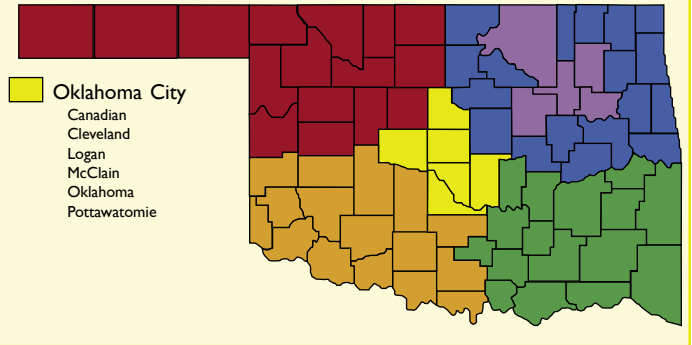 Oklahoma City
Canadian
Cleveland
Logan
McClain
Oklahoma
Pottawatomie